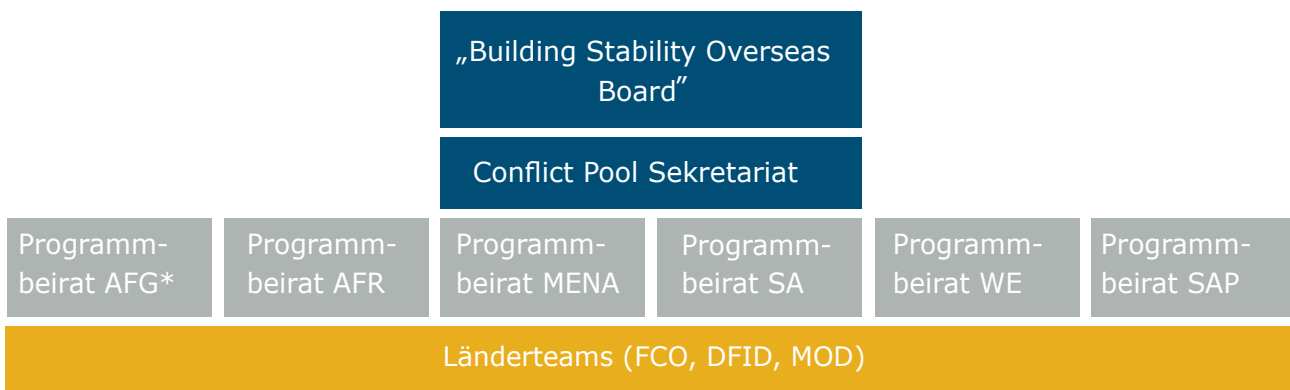 „Building Stability Overseas
Board”
Conflict Pool Sekretariat
Programm-
beirat AFG*
Programm-
beirat AFR
Programm-
beirat MENA
Programm-
beirat SA
Programm-
beirat WE
Programm-
beirat SAP
Länderteams (FCO, DFID, MOD)